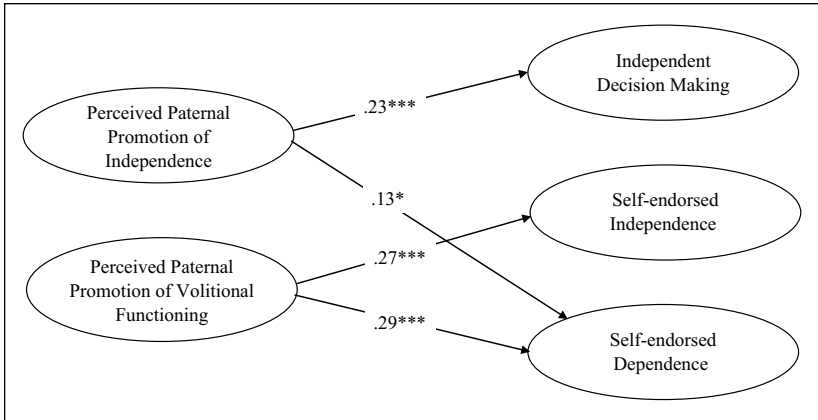 Perceived Paternal
Promotion of
Independence
Perceived Paternal
Promotion of Volitional
Functioning
.23***
.13*
.27***
.29***
Independent
Decision Making
Self-endorsed
Independence
Self-endorsed
Dependence